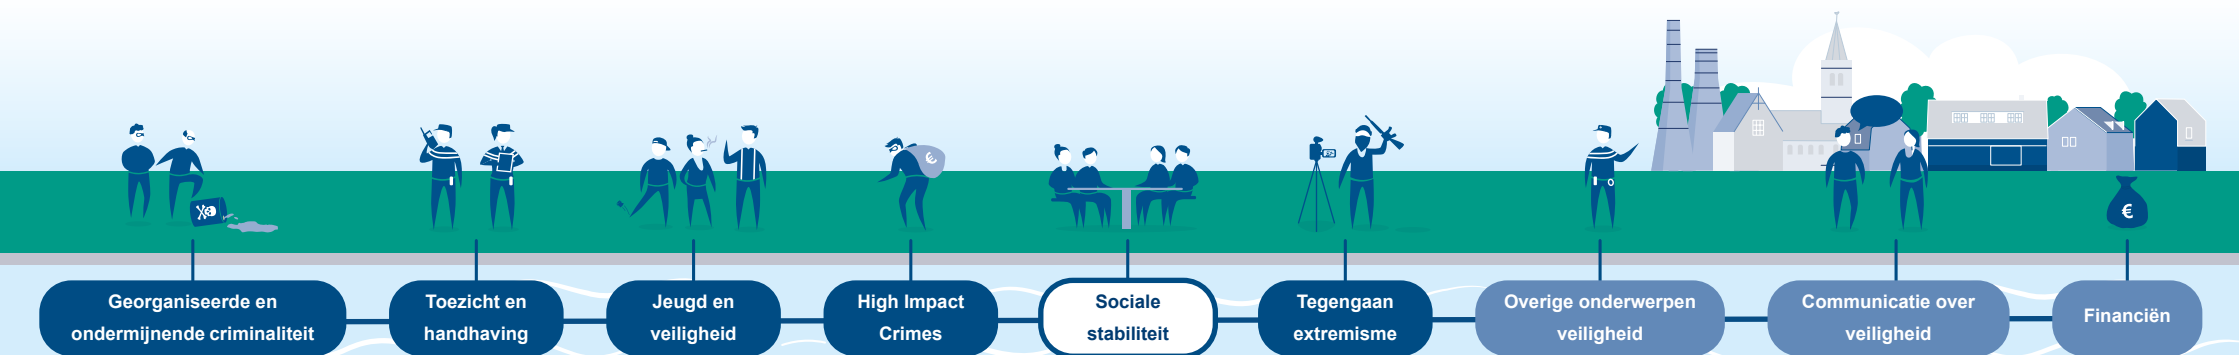 €
€
Georganiseerde en
ondermijnende criminaliteit
Toezicht en
handhaving
Jeugd en
veiligheid
High Impact
Crimes
Sociale
stabiliteit
Tegengaan
extremisme
Overige onderwerpen
veiligheid
Communicatie over
veiligheid
Financiën